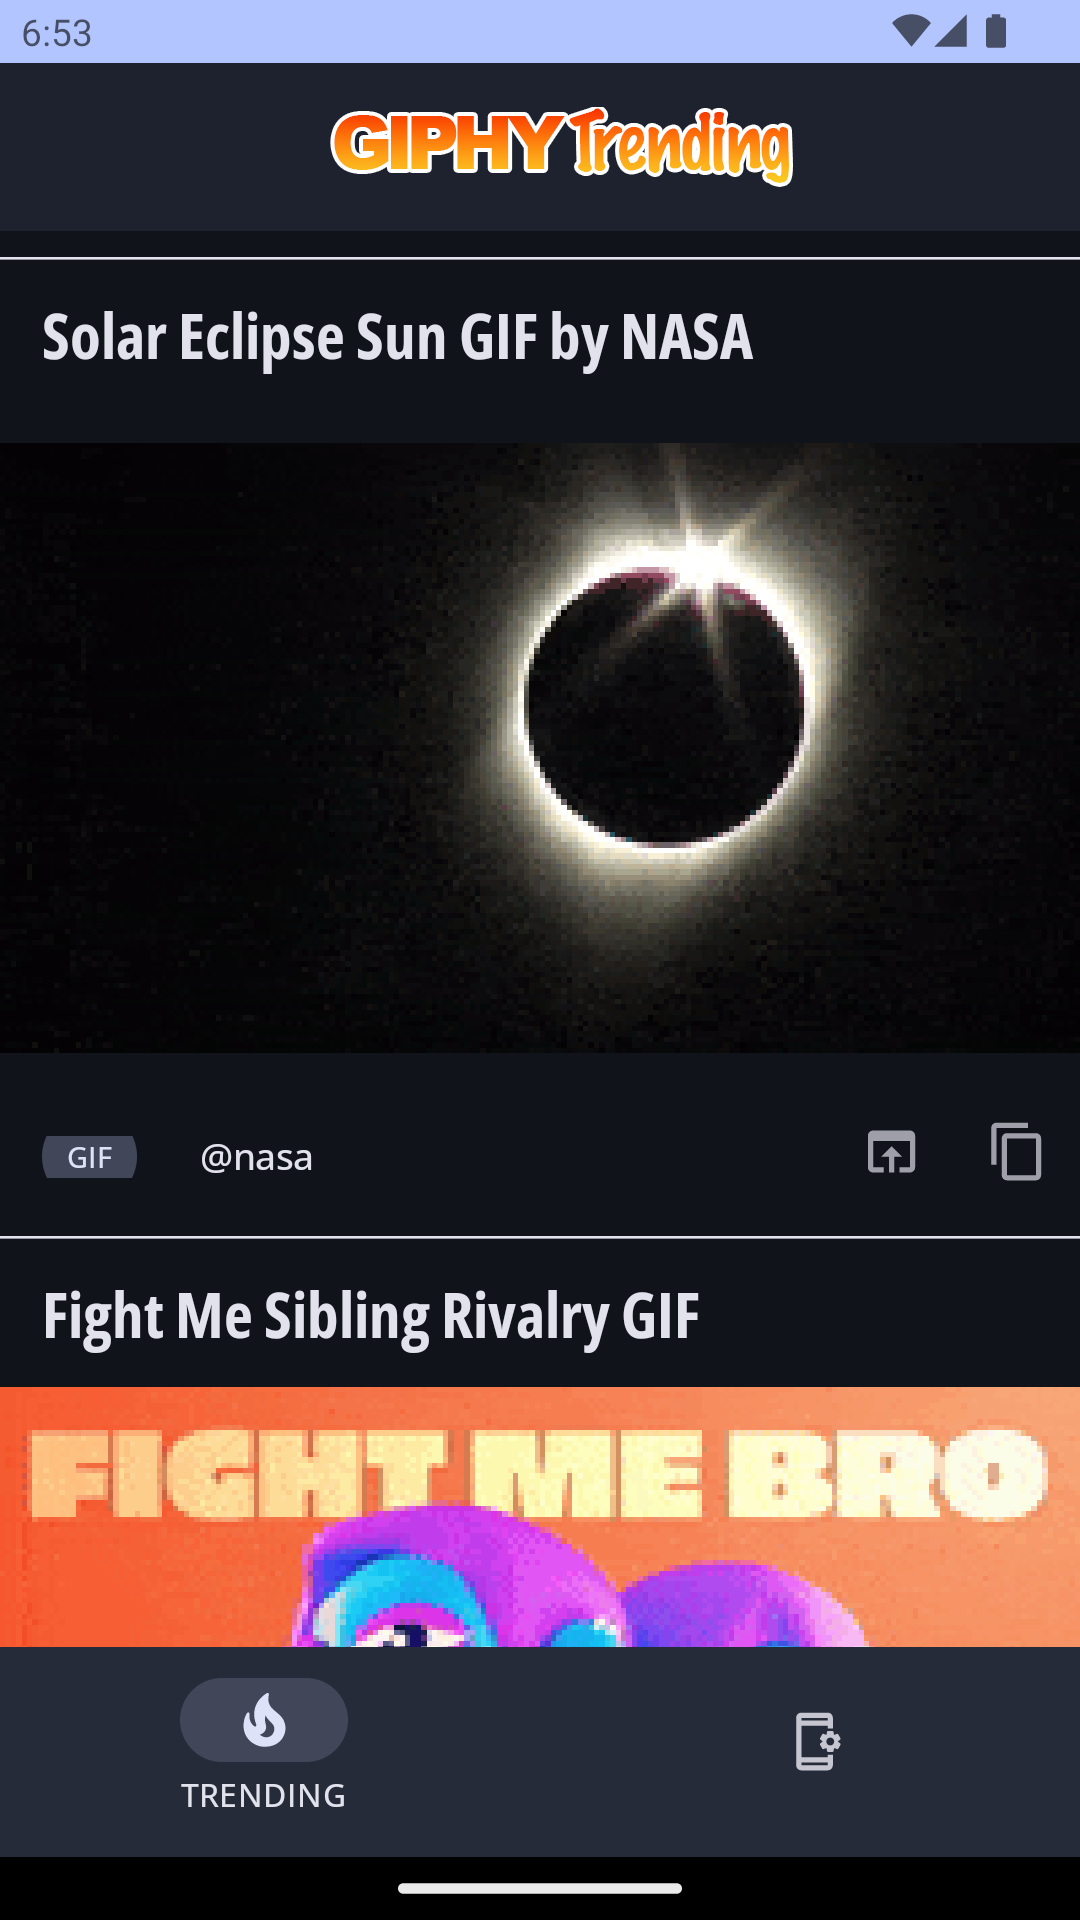 6:53
GIPHY Trending
Solar Eclipse Sun GIF by NASA
GIF @nasa
Fight Me Sibling Rivalry GIF
FIGHT ME BRO
TRENDING